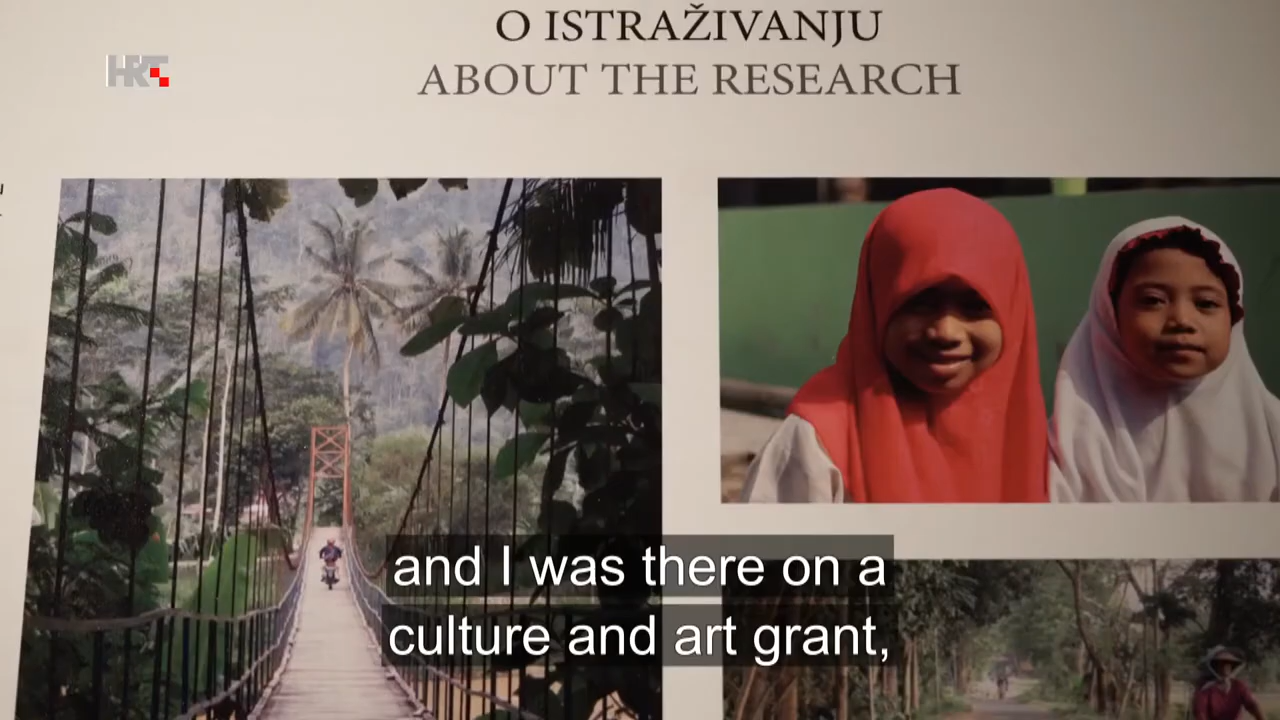 O ISTRAŽIVANJU
ABOUT THE RESEARCH
HRT
and I was there on a
culture and art grant,